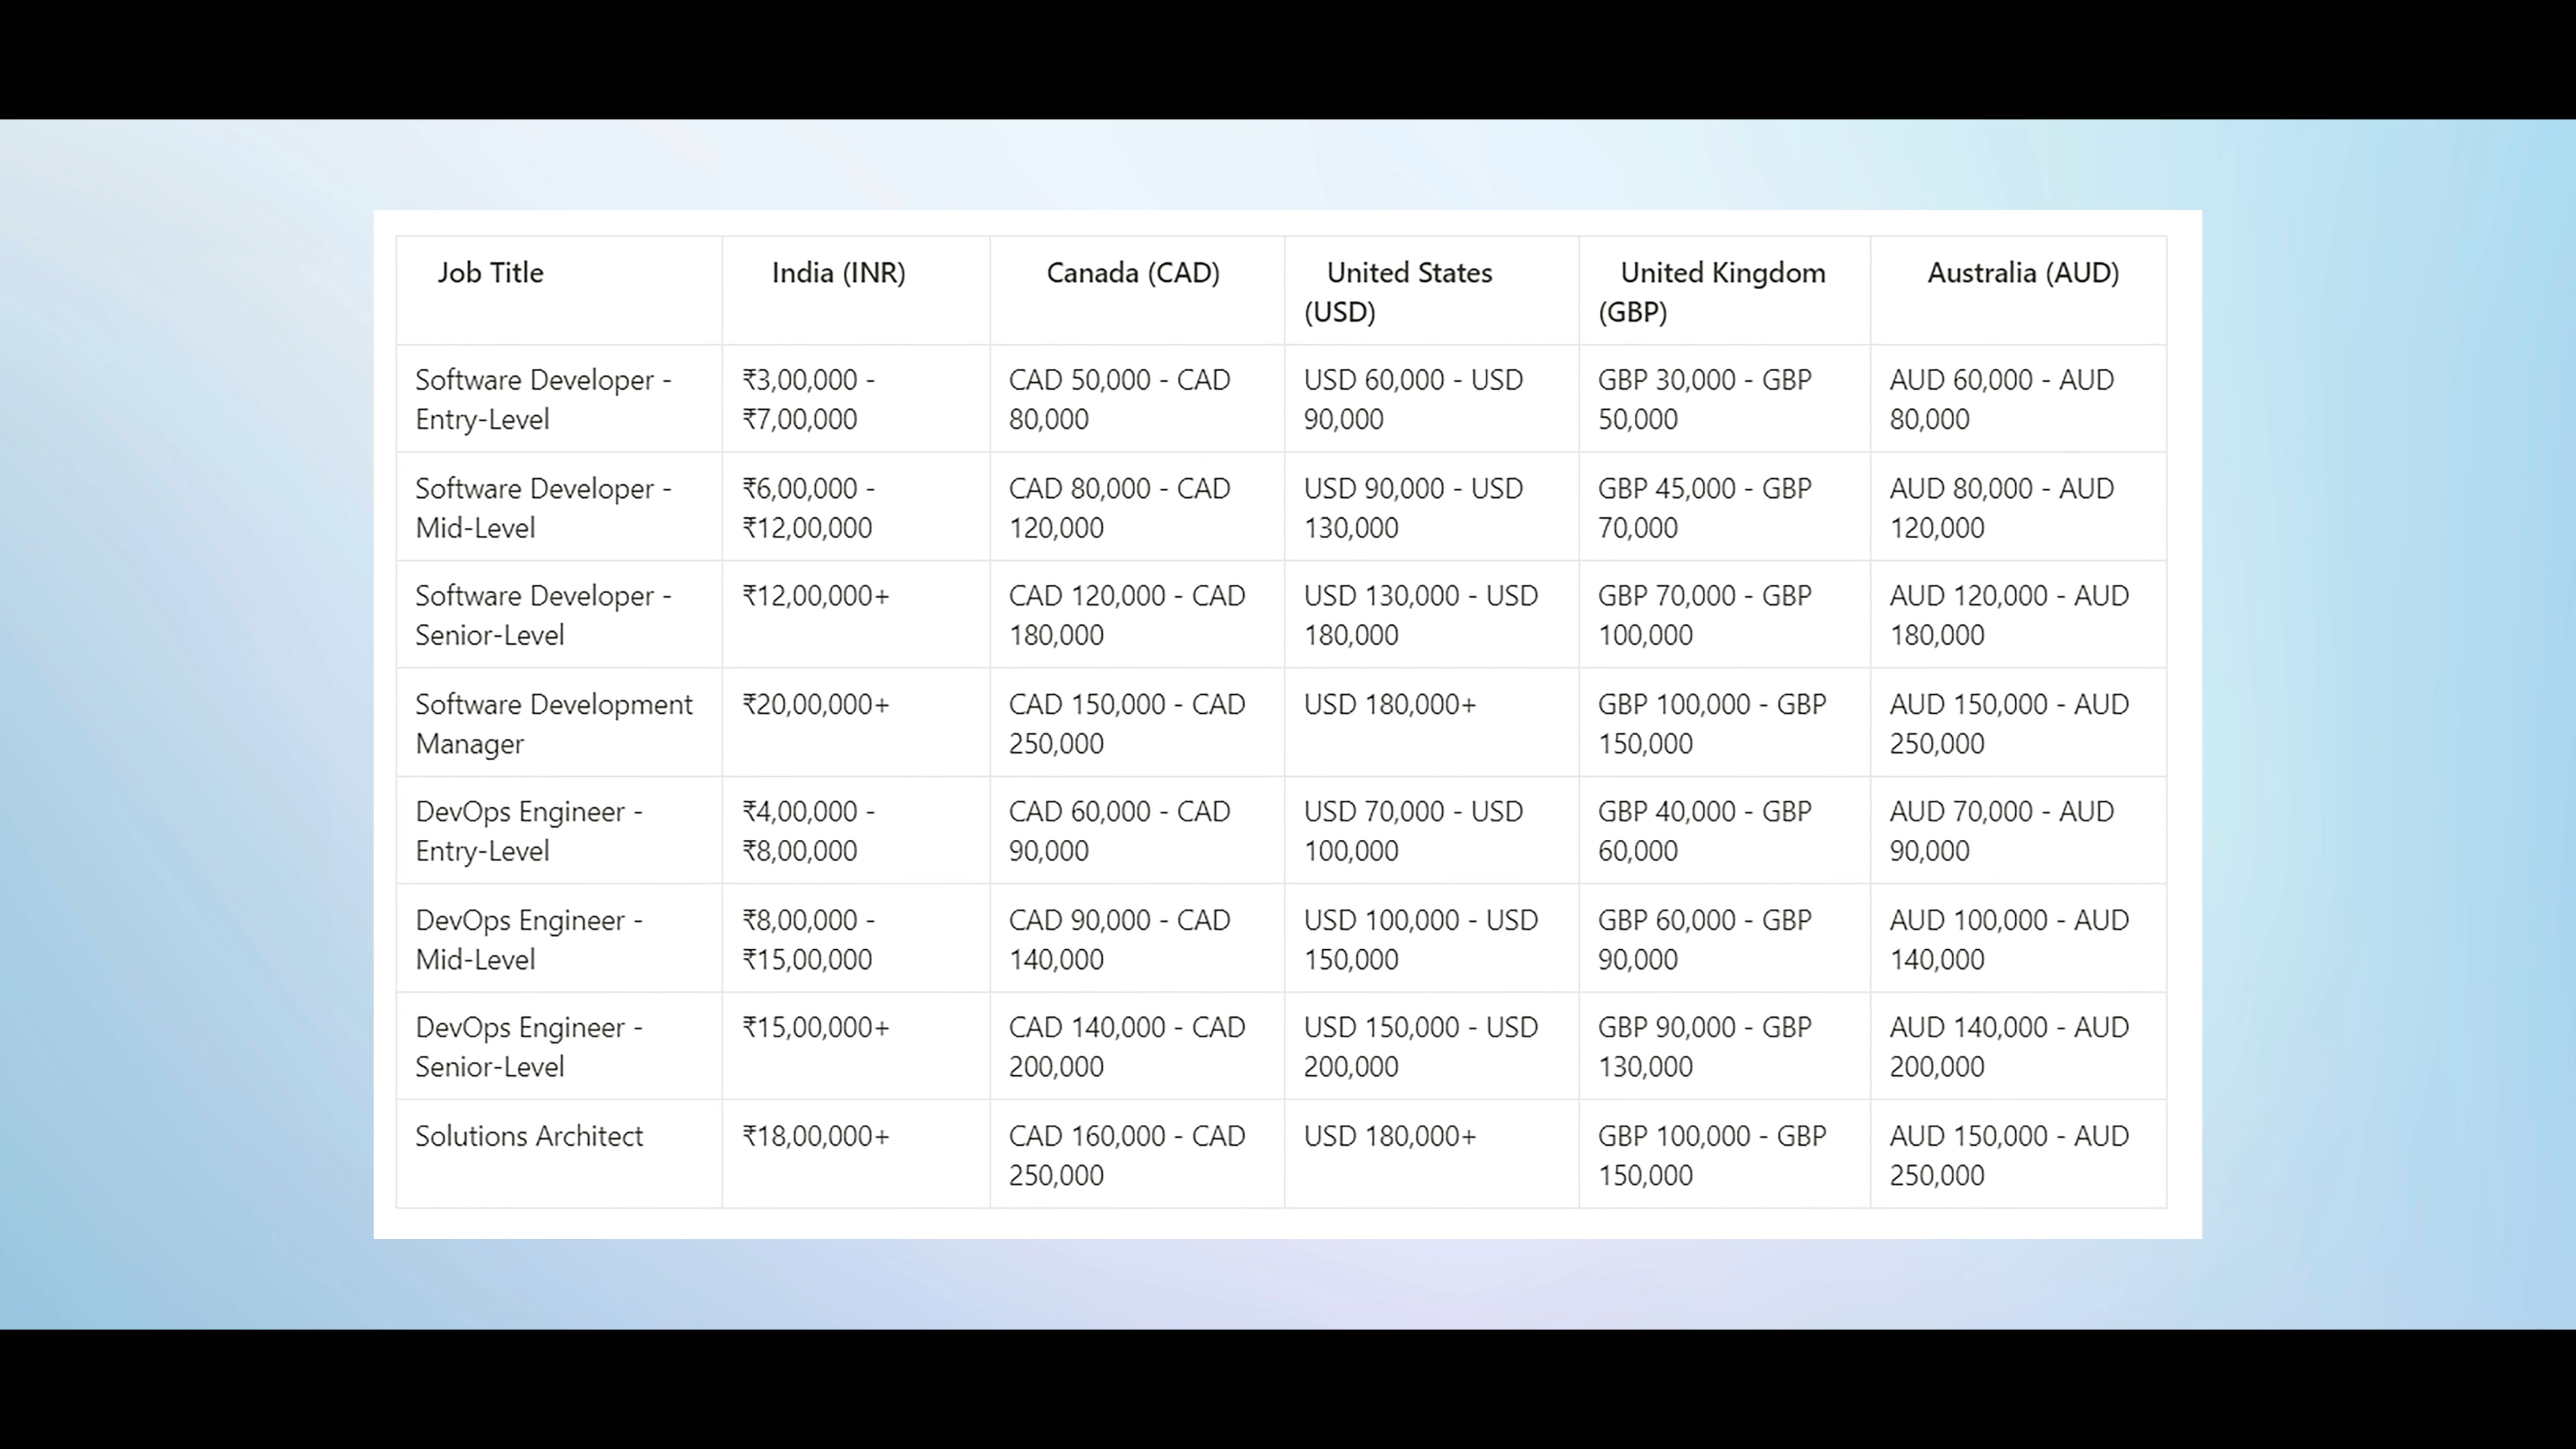 Job Title
India (INR)
Canada (CAD)
United States
(USD)
United Kingdom
(GBP)
Australia (AUD)
Software Developer -
Entry-Level
₹3,00,000 -
₹7,00,000
CAD 50,000 - CAD
80,000
USD 60,000 - USD
90,000
GBP 30,000 - GBP
50,000
AUD 60,000 - AUD
80,000
Software Developer -
Mid-Level
₹6,00,000 -
₹12,00,000
CAD 80,000 - CAD
120,000
USD 90,000 - USD
130,000
GBP 45,000 - GBP
70,000
AUD 80,000 - AUD
120,000
Software Developer -
Senior-Level
₹12,00,000+
CAD 120,000 - CAD
180,000
USD 130,000 - USD
180,000
GBP 70,000 - GBP
100,000
AUD 120,000 - AUD
180,000
Software Development
Manager
₹20,00,000+
CAD 150,000 - CAD
250,000
USD 180,000+
GBP 100,000 - GBP
150,000
AUD 150,000 - AUD
250,000
DevOps Engineer -
Entry-Level
₹4,00,000 -
₹8,00,000
CAD 60,000 - CAD
90,000
USD 70,000 - USD
100,000
GBP 40,000 - GBP
60,000
AUD 70,000 - AUD
90,000
DevOps Engineer -
Mid-Level
₹8,00,000 -
₹15,00,000
CAD 90,000 - CAD
140,000
USD 100,000 - USD
150,000
GBP 60,000 - GBP
90,000
AUD 100,000 - AUD
140,000
DevOps Engineer -
Senior-Level
₹15,00,000+
CAD 140,000 - CAD
200,000
USD 150,000 - USD
200,000
GBP 90,000 - GBP
130,000
AUD 140,000 - AUD
200,000
Solutions Architect
₹18,00,000+
CAD 160,000 - CAD
250,000
USD 180,000+
GBP 100,000 - GBP
150,000
AUD 150,000 - AUD
250,000